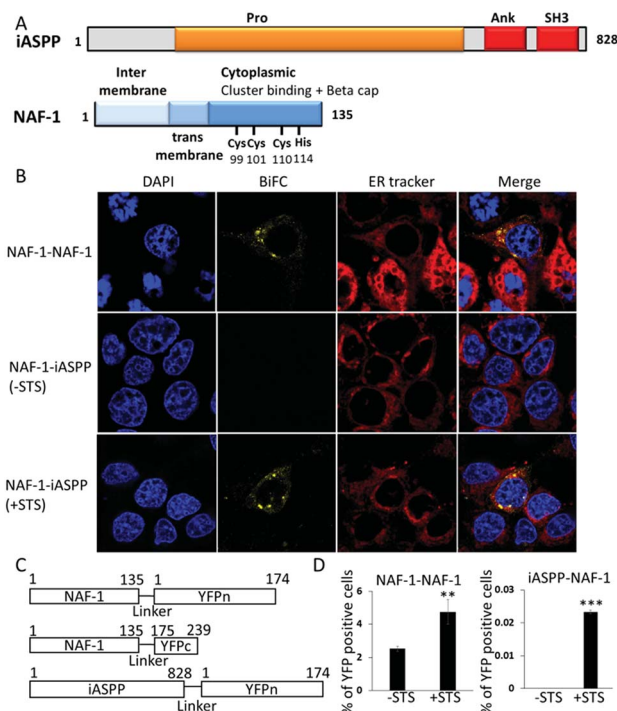 A
Pro
Ank
SH3
iASPP
1
828
Inter
membrane
Cytoplasmic
Cluster binding + Beta cap
NAF-1
1
135
trans
membrane
Cys Cys Cys His
99 101 110 114
B
DAPI BiFC ER tracker Merge
NAF-1-NAF-1
NAF-1-iASPP
(-STS)
NAF-1-iASPP
(+STS)
C
1 135 1 174
NAF-1 YFPn
Linker
1 135 175 239
NAF-1 YFPc
Linker
1 828 1 174
iASPP YFPn
Linker
D
NAF-1-NAF-1
% of YFP positive cells
6
4
2
0
**
-STS +STS
iASPP-NAF-1
% of YFP positive cells
0.03
0.02
0.01
0
***
-STS +STS